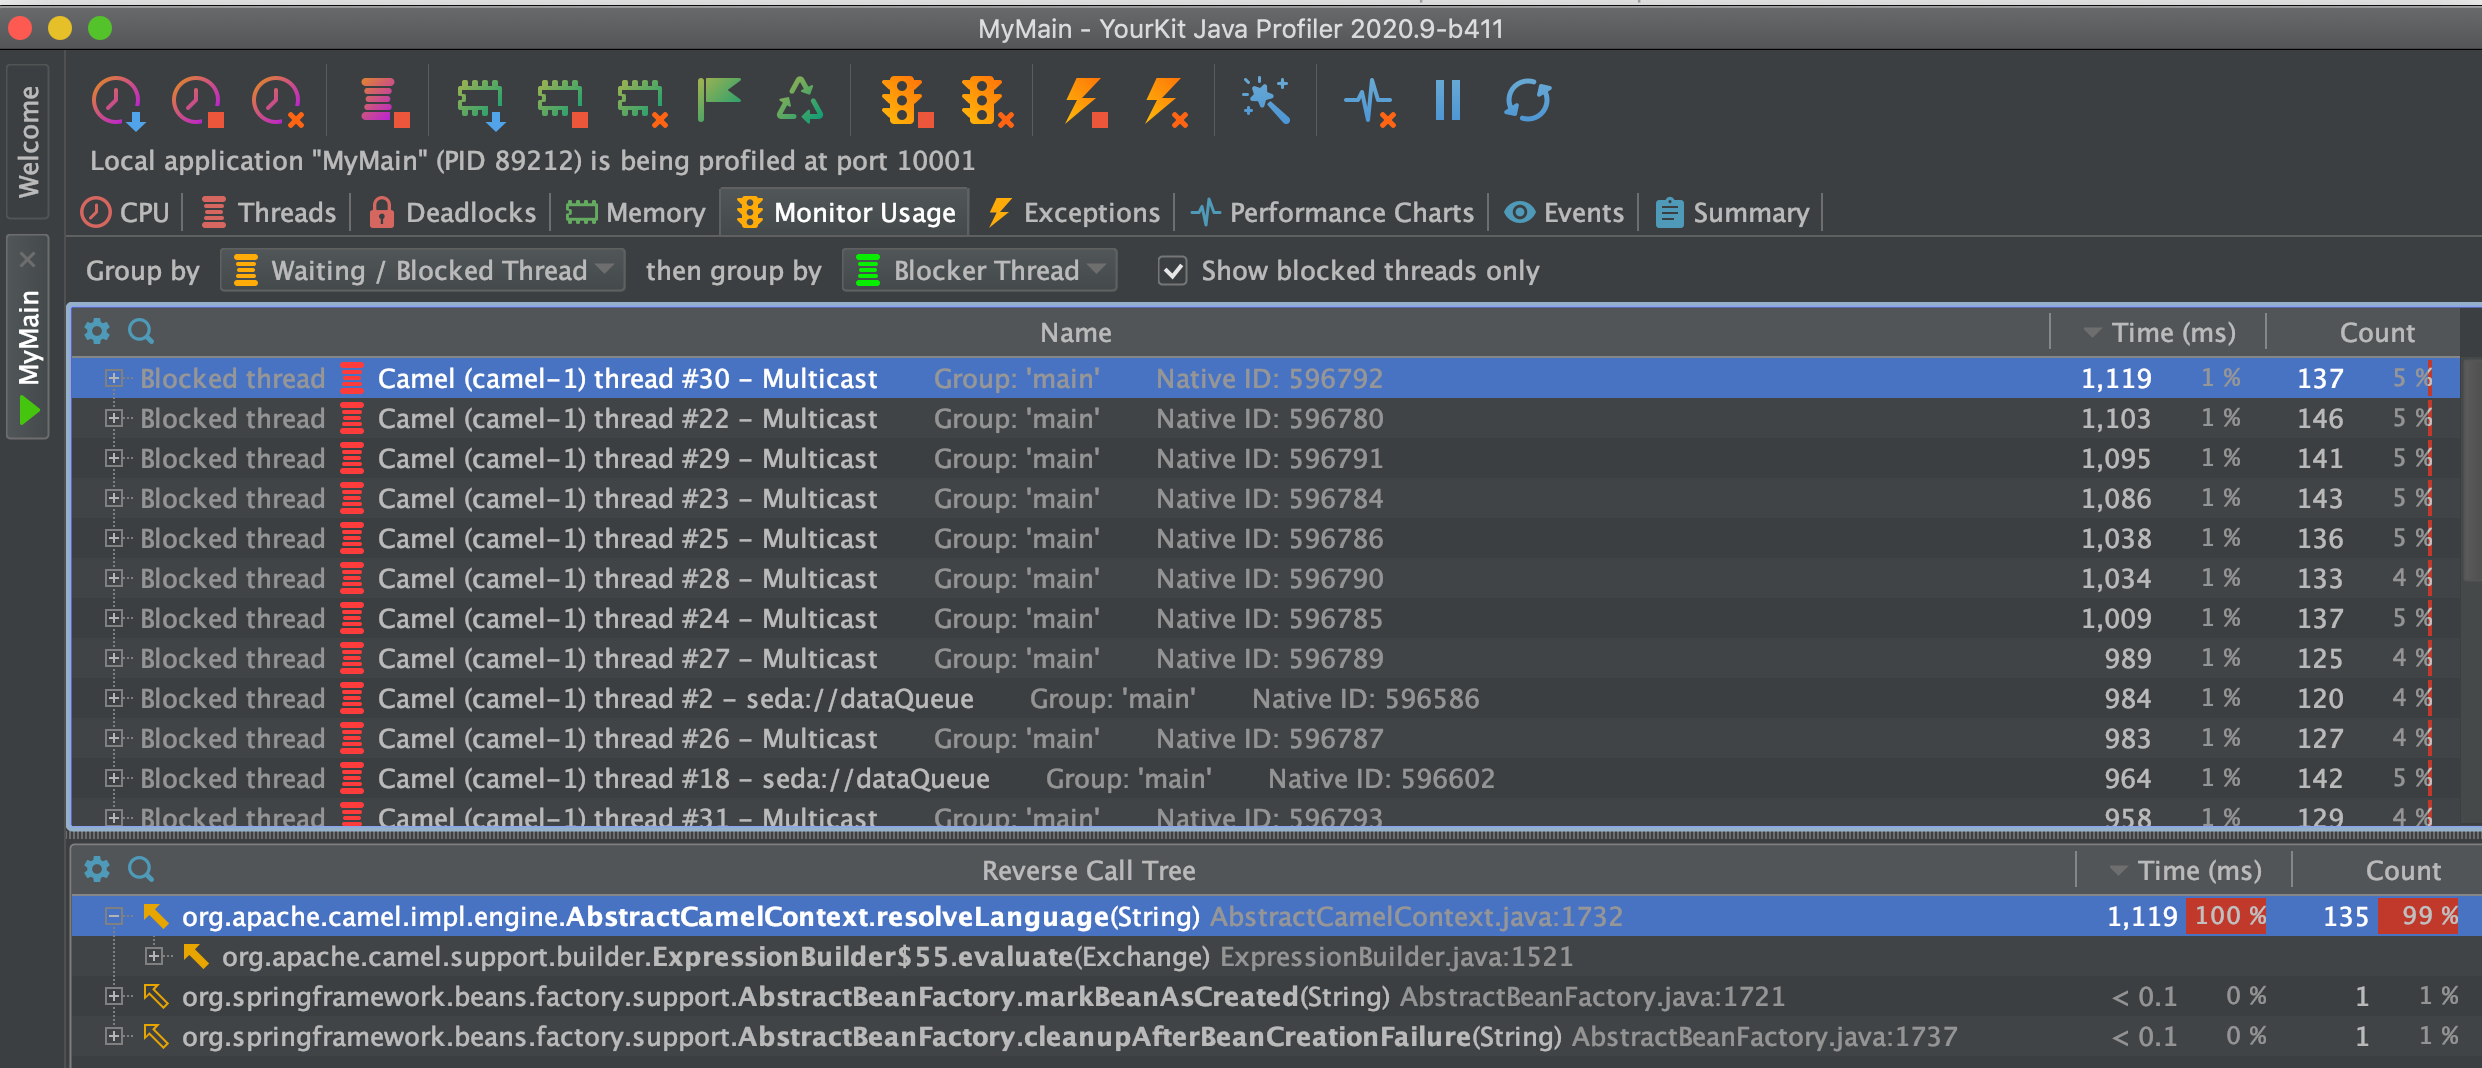 MyMain - YourKit Java Profiler 2020.9-b411
Welcome
MyMain
Local application "MyMain" (PID 89212) is being profiled at port 10001
CPU Threads Deadlocks Memory Monitor Usage Exceptions Performance Charts Events Summary
Group by Waiting / Blocked Thread then group by Blocker Thread Show blocked threads only
Name Time (ms) Count
Blocked thread Camel (camel-1) thread #30 - Multicast Group: 'main' Native ID: 596792 1,119 1 % 137 5 %
Blocked thread Camel (camel-1) thread #22 - Multicast Group: 'main' Native ID: 596780 1,103 1 % 146 5 %
Blocked thread Camel (camel-1) thread #29 - Multicast Group: 'main' Native ID: 596791 1,095 1 % 141 5 %
Blocked thread Camel (camel-1) thread #23 - Multicast Group: 'main' Native ID: 596784 1,086 1 % 143 5 %
Blocked thread Camel (camel-1) thread #25 - Multicast Group: 'main' Native ID: 596786 1,038 1 % 136 5 %
Blocked thread Camel (camel-1) thread #28 - Multicast Group: 'main' Native ID: 596790 1,034 1 % 133 4 %
Blocked thread Camel (camel-1) thread #24 - Multicast Group: 'main' Native ID: 596785 1,009 1 % 137 5 %
Blocked thread Camel (camel-1) thread #27 - Multicast Group: 'main' Native ID: 596789 989 1 % 125 4 %
Blocked thread Camel (camel-1) thread #2 - seda://dataQueue Group: 'main' Native ID: 596586 984 1 % 120 4 %
Blocked thread Camel (camel-1) thread #26 - Multicast Group: 'main' Native ID: 596787 983 1 % 127 4 %
Blocked thread Camel (camel-1) thread #18 - seda://dataQueue Group: 'main' Native ID: 596602 964 1 % 142 5 %
Blocked thread Camel (camel-1) thread #31 - Multicast Group: 'main' Native ID: 596793 958 1 % 129 4 %
Reverse Call Tree Time (ms) Count
org.apache.camel.impl.engine.AbstractCamelContext.resolveLanguage(String) AbstractCamelContext.java:1732 1,119 100 % 135 99 %
org.apache.camel.support.builder.ExpressionBuilder$55.evaluate(Exchange) ExpressionBuilder.java:1521
org.springframework.beans.factory.support.AbstractBeanFactory.markBeanAsCreated(String) AbstractBeanFactory.java:1721 < 0.1 0 % 1 1 %
org.springframework.beans.factory.support.AbstractBeanFactory.cleanupAfterBeanCreationFailure(String) AbstractBeanFactory.java:1737 < 0.1 0 % 1 1 %